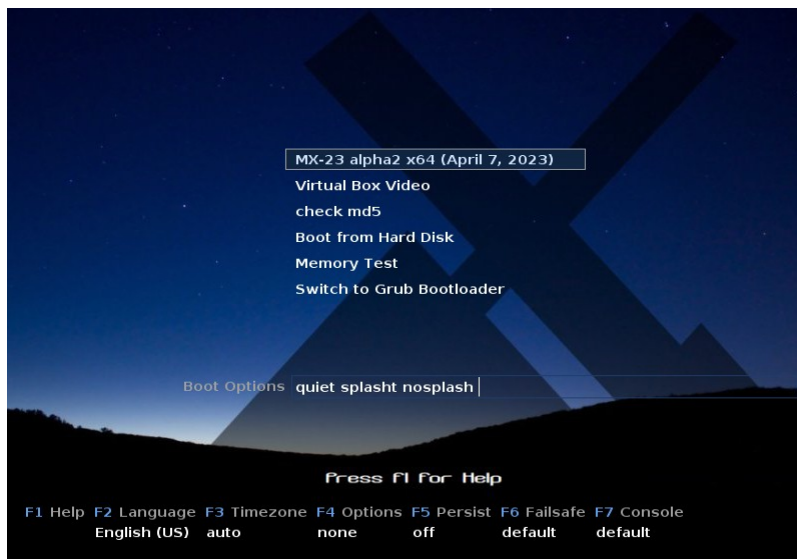 MX-23 alpha2 x64 (April 7, 2023)
Virtual Box Video
check md5
Boot from Hard Disk
Memory Test
Switch to Grub Bootloader
Boot Options quiet splasht nosplash
Press F1 for Help
F1 Help F2 Language F3 Timezone F4 Options F5 Persist F6 Failsafe F7 Console
English (US) auto none off default default